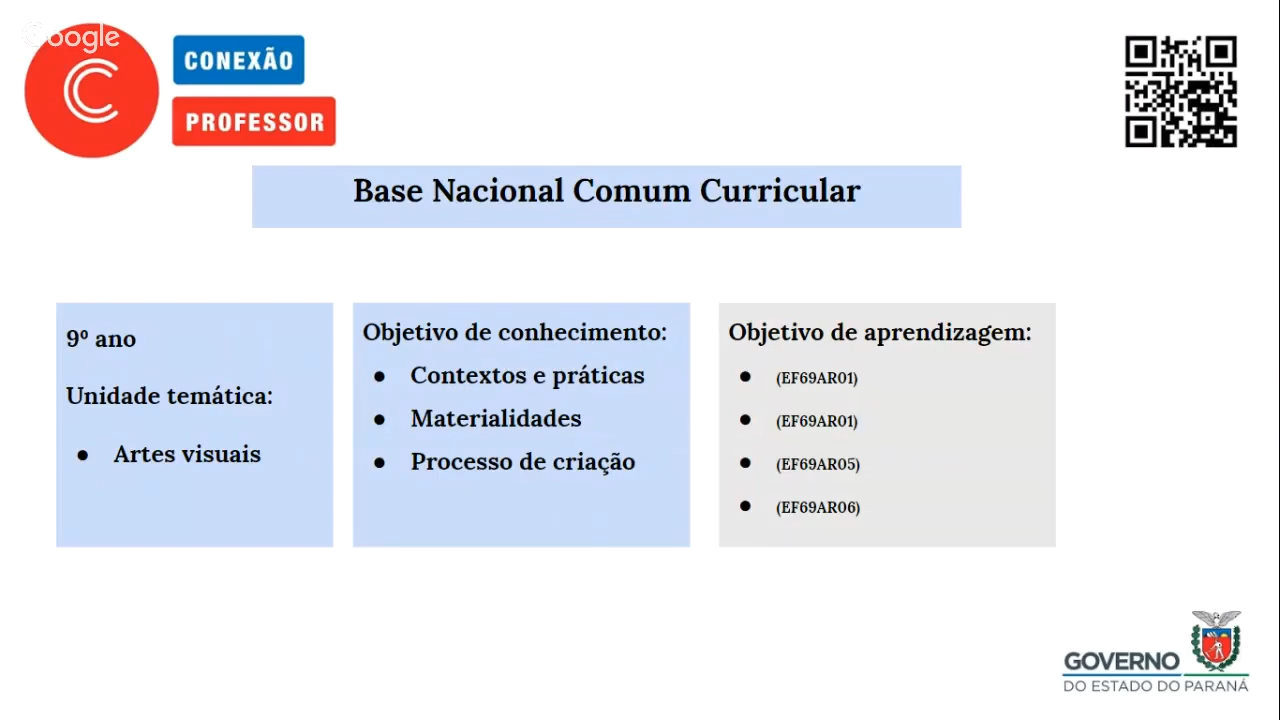 Google
CONEXÃO
PROFESSOR
Base Nacional Comum Curricular
9º ano
Unidade temática:
● Artes visuais
Objetivo de conhecimento:
● Contextos e práticas
● Materialidades
● Processo de criação
Objetivo de aprendizagem:
● (EF69AR01)
● (EF69AR01)
● (EF69AR05)
● (EF69AR06)
GOVERNO
DO ESTADO DO PARANÁ